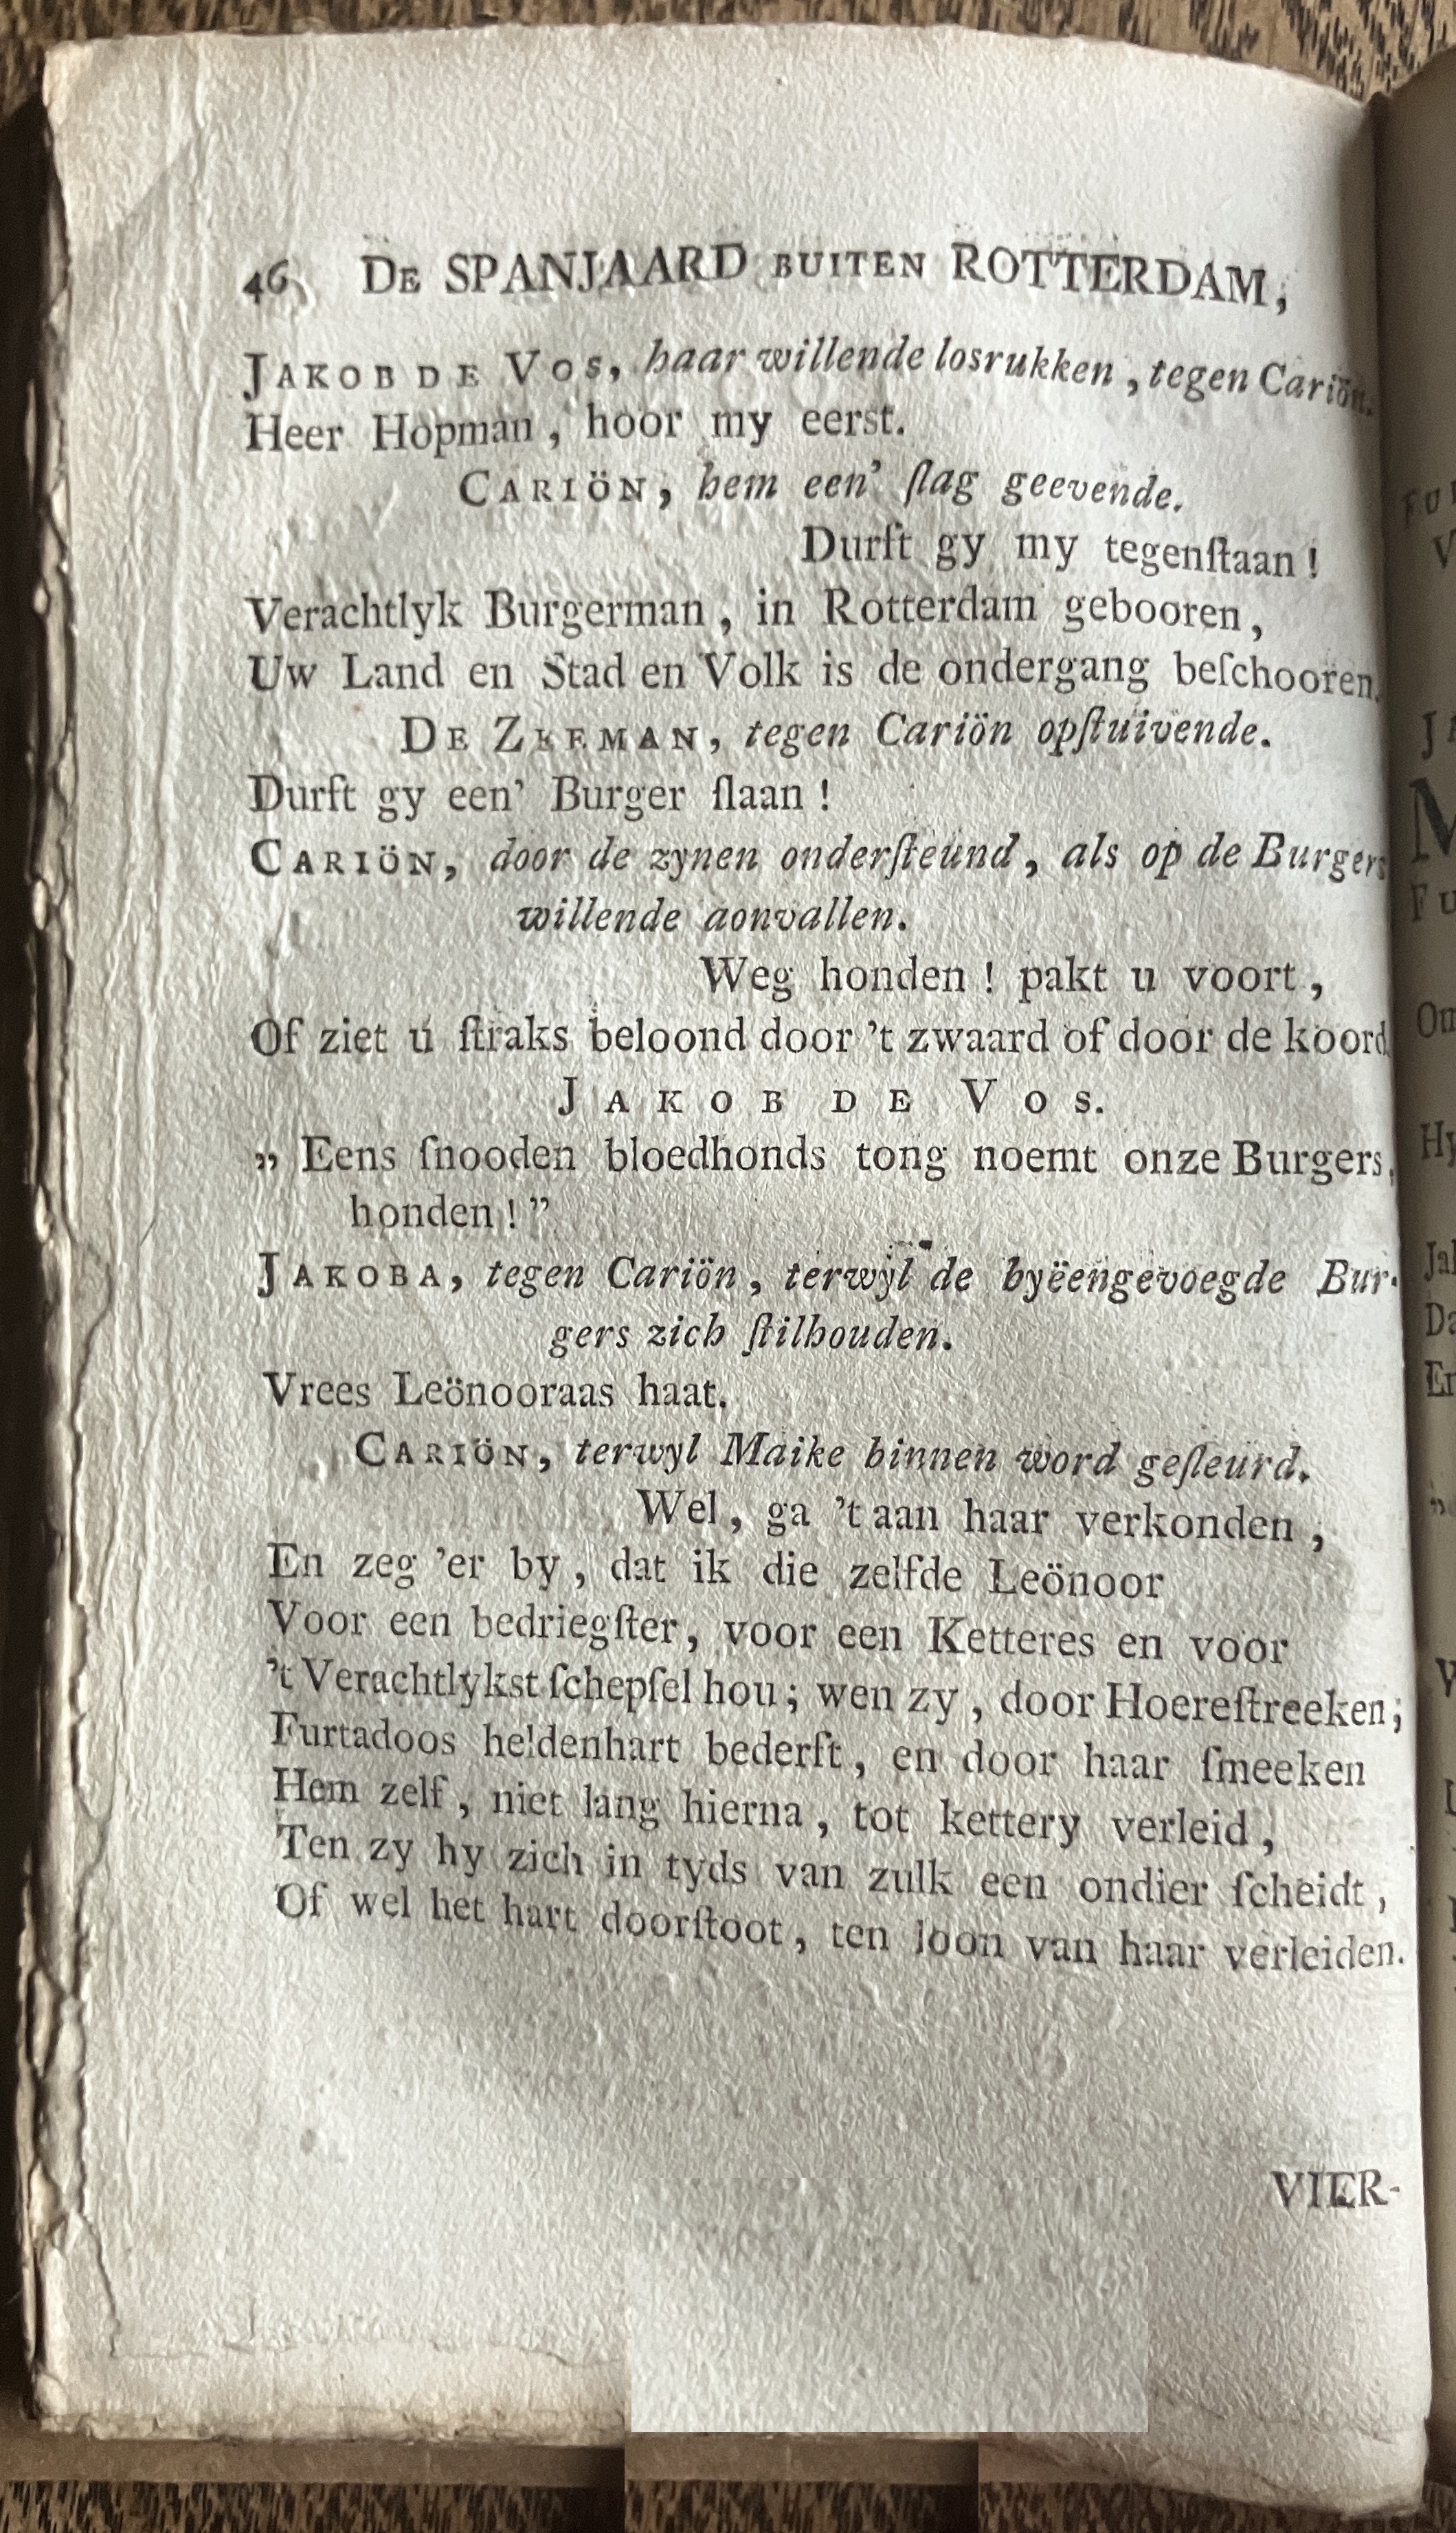 46 DE SPANJAARD BUITEN ROTTERDAM,
JAKOB DE VOS, haar willende losrukken, tegen Cariön.
Heer Hopman, hoor my eerst.
CARIÖN, hem een' ſlag geevende.
Durft gy my tegenſtaan!
Verachtlyk Burgerman, in Rotterdam gebooren,
Uw Land en Stad en Volk is de ondergang beſchooren.
DE ZEEMAN, tegen Cariön opſtuivende.
Durft gy een' Burger ſlaan!
CARIÖN, door de zynen onderſteund, als op de Burgers
willende aonvallen.
Weg honden! pakt u voort,
Of ziet u ſtraks beloond door 't zwaard of door de koord
JAKOB DE VOS.
„ Eens ſnooden bloedhonds tong noemt onze Burgers,
honden!”
JAKOBA, tegen Cariön, terwyl de byëengevoegde Bur-
gers zich ſtilhouden.
Vrees Leönooraas haat.
CARIÖN, terwyl Maike binnen word geſleurd.
Wel, ga 't aan haar verkonden,
En zeg 'er by, dat ik die zelfde Leönoor
Voor een bedriegſter, voor een Ketteres en voor
't Verachtlykst ſchepſel hou; wen zy, door Hoereſtreeken;
Furtadoos heldenhart bederft, en door haar ſmeeken
Hem zelf, niet lang hierna, tot kettery verleid,
Ten zy hy zich in tyds van zulk een ondier ſcheidt,
Of wel het hart doorſtoot, ten loon van haar verleiden.
VIER-